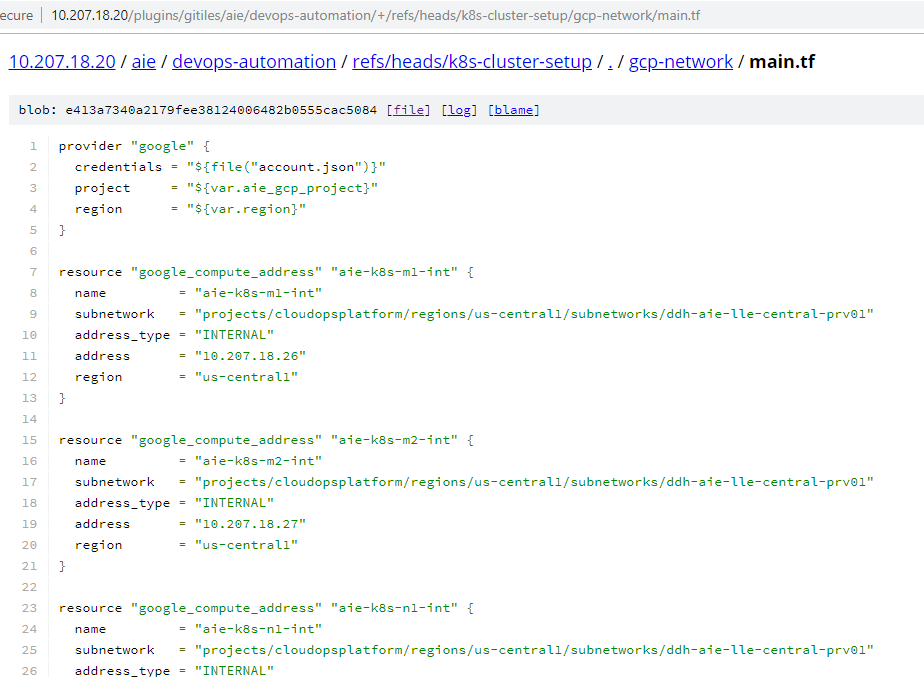 ecure | 10.207.18.20/plugins/gitiles/aie/devops-automation/+/refs/heads/k8s-cluster-setup/gcp-network/main.tf
10.207.18.20 / aie / devops-automation / refs/heads/k8s-cluster-setup / . / gcp-network / main.tf
blob: e413a7340a2179fee38124006482b0555cac5084 [file] [log] [blame]
1 provider "google" {
2   credentials = "${file("account.json")}"
3   project     = "${var.aie_gcp_project}"
4   region      = "${var.region}"
5 }
6
7 resource "google_compute_address" "aie-k8s-m1-int" {
8   name         = "aie-k8s-m1-int"
9   subnetwork   = "projects/cloudopsplatform/regions/us-central1/subnetworks/ddh-aie-lle-central-prv01"
10   address_type = "INTERNAL"
11   address      = "10.207.18.26"
12   region       = "us-central1"
13 }
14
15 resource "google_compute_address" "aie-k8s-m2-int" {
16   name         = "aie-k8s-m2-int"
17   subnetwork   = "projects/cloudopsplatform/regions/us-central1/subnetworks/ddh-aie-lle-central-prv01"
18   address_type = "INTERNAL"
19   address      = "10.207.18.27"
20   region       = "us-central1"
21 }
22
23 resource "google_compute_address" "aie-k8s-n1-int" {
24   name         = "aie-k8s-n1-int"
25   subnetwork   = "projects/cloudopsplatform/regions/us-central1/subnetworks/ddh-aie-lle-central-prv01"
26   address_type = "INTERNAL"